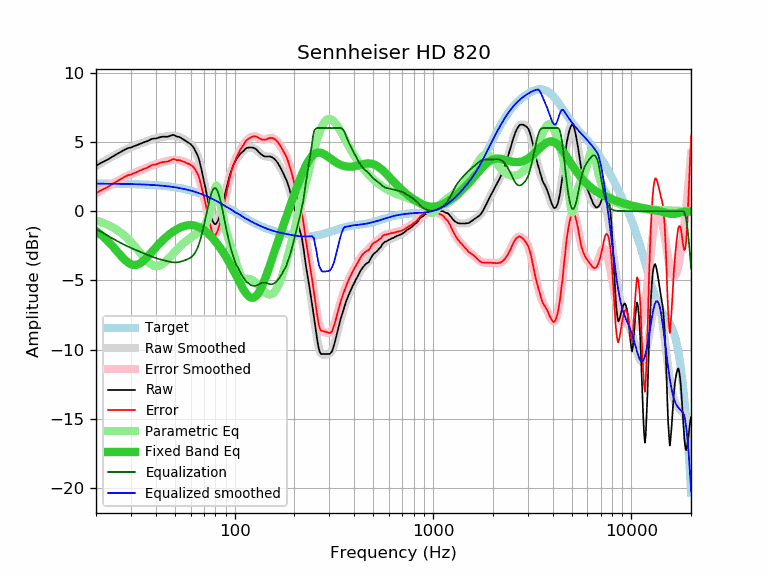 Sennheiser HD 820
10
5
0
−5
−10
−15
−20
Amplitude (dBr)
Target
Raw Smoothed
Error Smoothed
Raw
Error
Parametric Eq
Fixed Band Eq
Equalization
Equalized smoothed
100
1000
10000
Frequency (Hz)